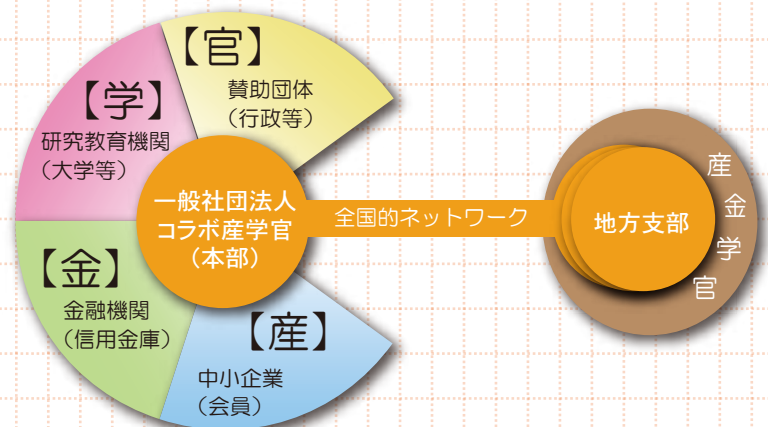 【官】
賛助団体
（行政等）
【学】
研究教育機関
（大学等）
一般社団法人
コラボ産学官
（本部）
【金】
金融機関
（信用金庫）
【産】
中小企業
（会員）
全国的ネットワーク
地方支部
産
金
学
官